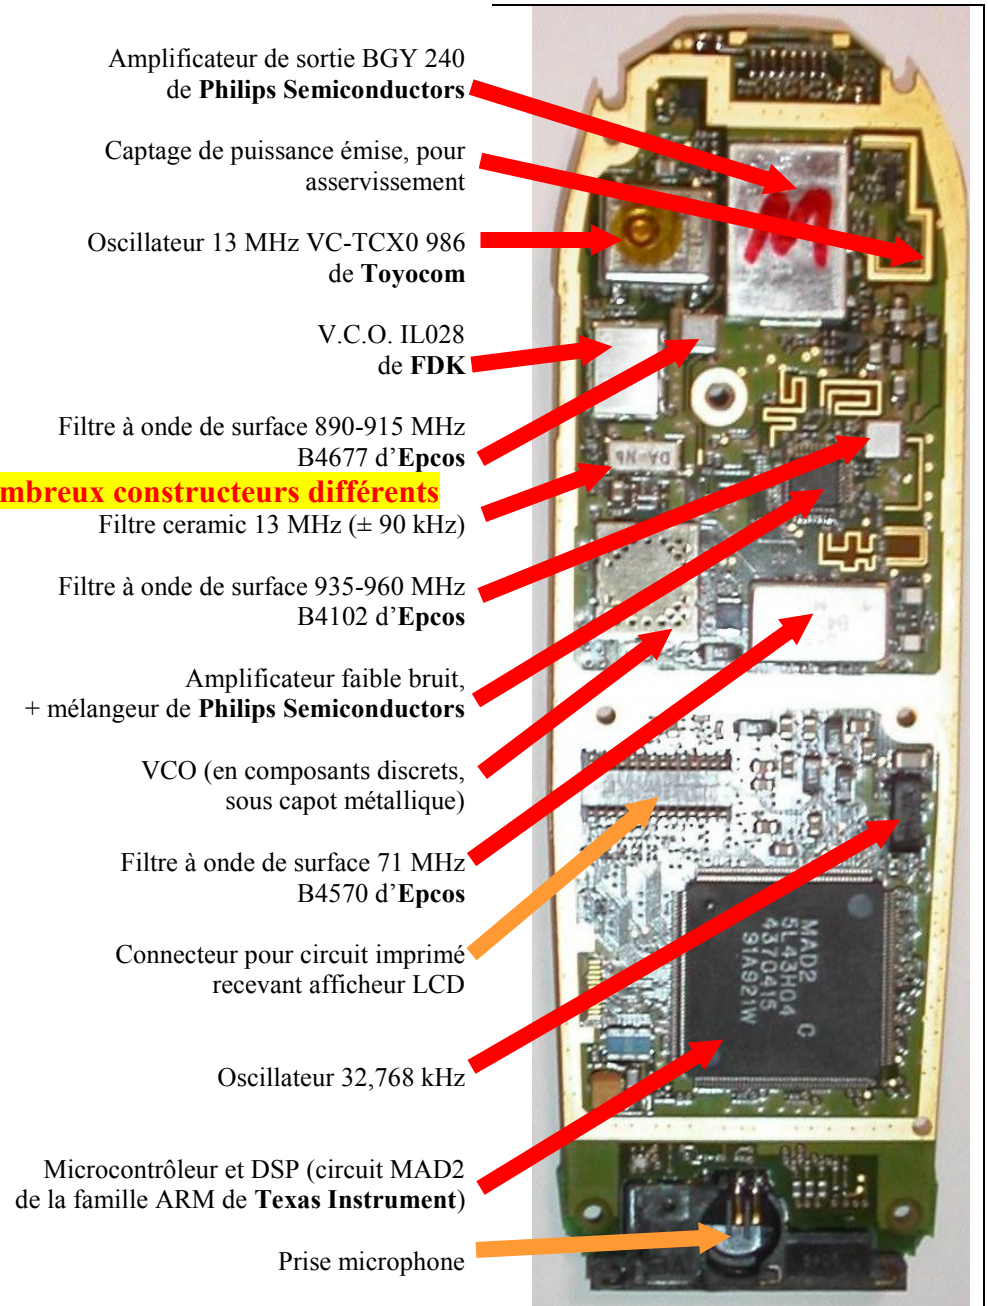 Amplificateur de sortie BGY 240
de Philips Semiconductors
Captage de puissance émise, pour
asservissement
Oscillateur 13 MHz VC-TCX0 986
de Toyocom
V.C.O. IL028
de FDK
Filtre à onde de surface 890-915 MHz
B4677 d’Epcos
mbreux constructeurs différents
Filtre ceramic 13 MHz (± 90 kHz)
Filtre à onde de surface 935-960 MHz
B4102 d’Epcos
Amplificateur faible bruit,
+ mélangeur de Philips Semiconductors
VCO (en composants discrets,
sous capot métallique)
Filtre à onde de surface 71 MHz
B4570 d’Epcos
Connecteur pour circuit imprimé
recevant afficheur LCD
Oscillateur 32,768 kHz
Microcontrôleur et DSP (circuit MAD2
de la famille ARM de Texas Instrument)
Prise microphone
MAD2 C
5L43H04
4370415
91A921W